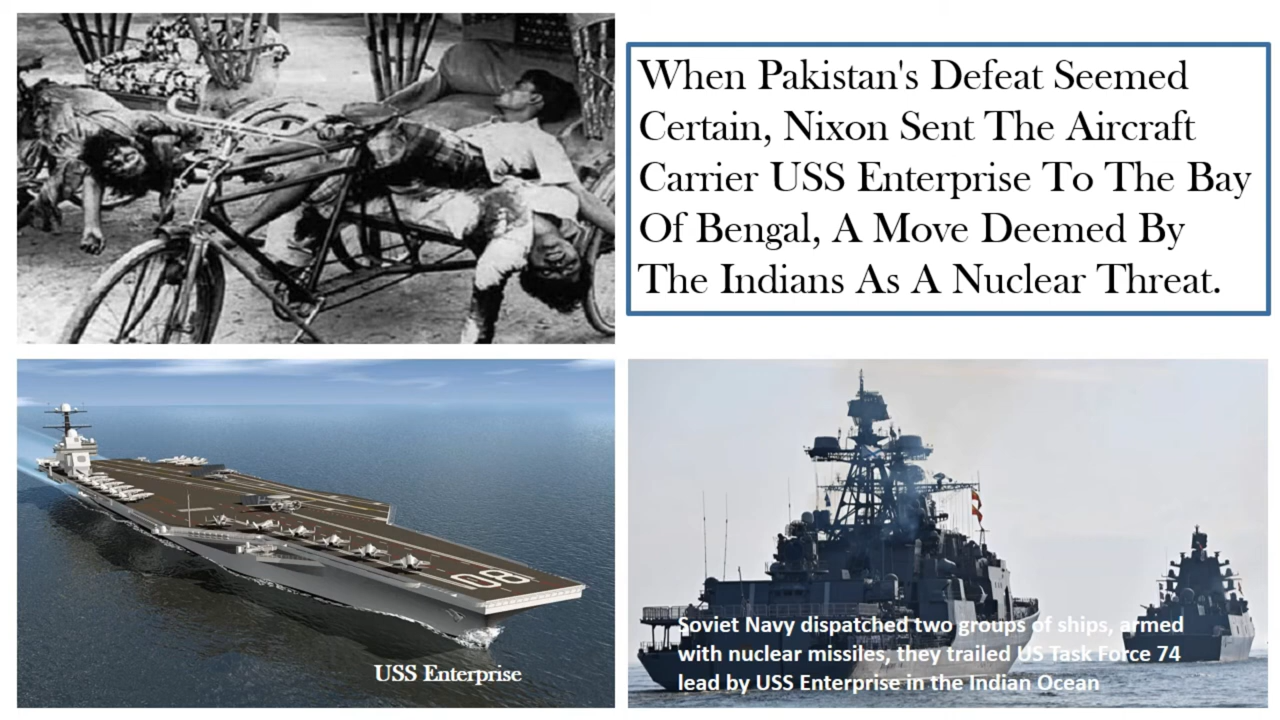 When Pakistan's Defeat Seemed
Certain, Nixon Sent The Aircraft
Carrier USS Enterprise To The Bay
Of Bengal, A Move Deemed By
The Indians As A Nuclear Threat.
80
USS Enterprise
Soviet Navy dispatched two groups of ships, armed
with nuclear missiles, they trailed US Task Force 74
lead by USS Enterprise in the Indian Ocean